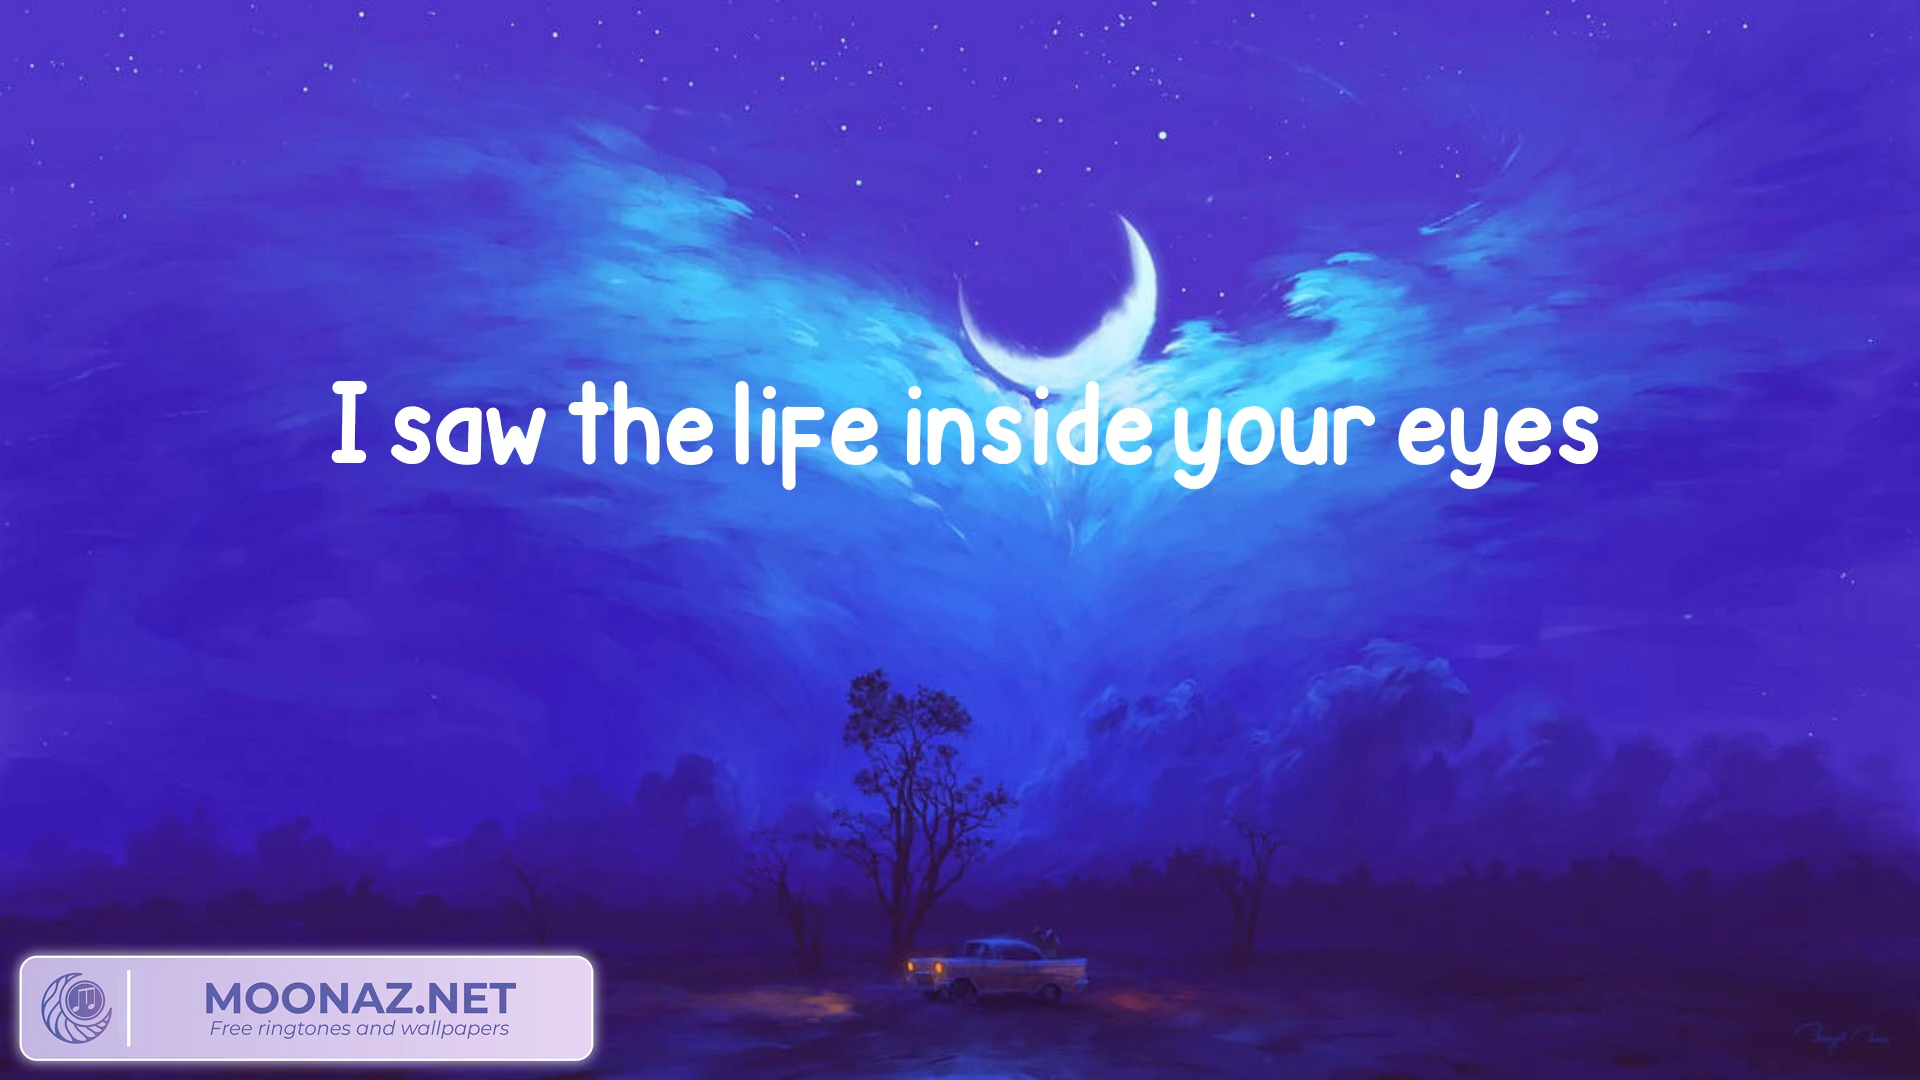 I saw the life inside your eyes
MOONAZ.NET
Free ringtones and wallpapers